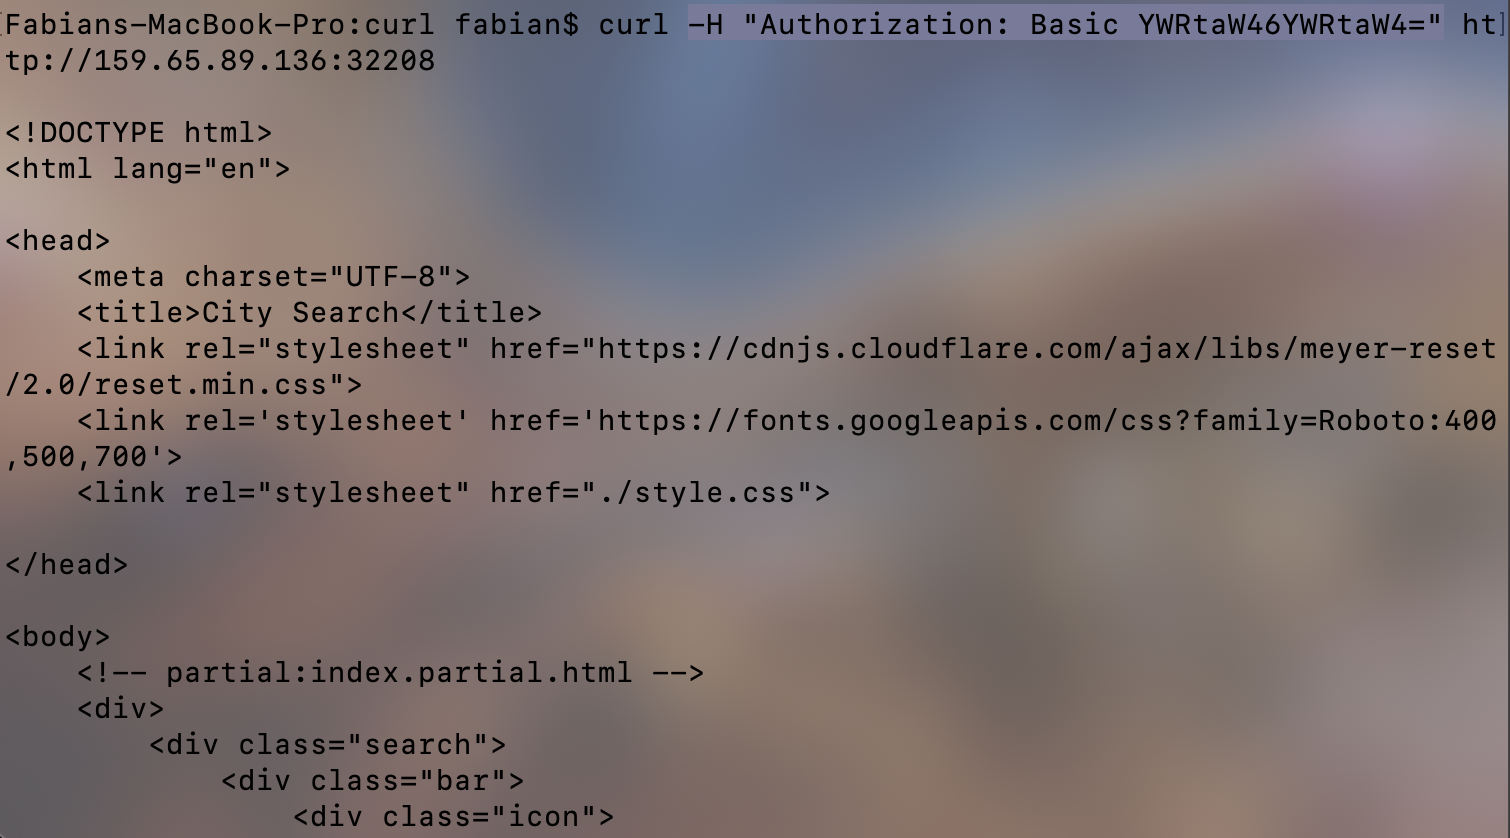 Fabians-MacBook-Pro:curl fabian$ curl -H "Authorization: Basic YWRtaW46YWRtaW4=" ht
tp://159.65.89.136:32208
<!DOCTYPE html>
<html lang="en">
<head>
    <meta charset="UTF-8">
    <title>City Search</title>
    <link rel="stylesheet" href="https://cdnjs.cloudflare.com/ajax/libs/meyer-reset
/2.0/reset.min.css">
    <link rel='stylesheet' href='https://fonts.googleapis.com/css?family=Roboto:400
,500,700'>
    <link rel="stylesheet" href="./style.css">
</head>
<body>
    <!-- partial:index.partial.html -->
    <div>
        <div class="search">
            <div class="bar">
                <div class="icon">